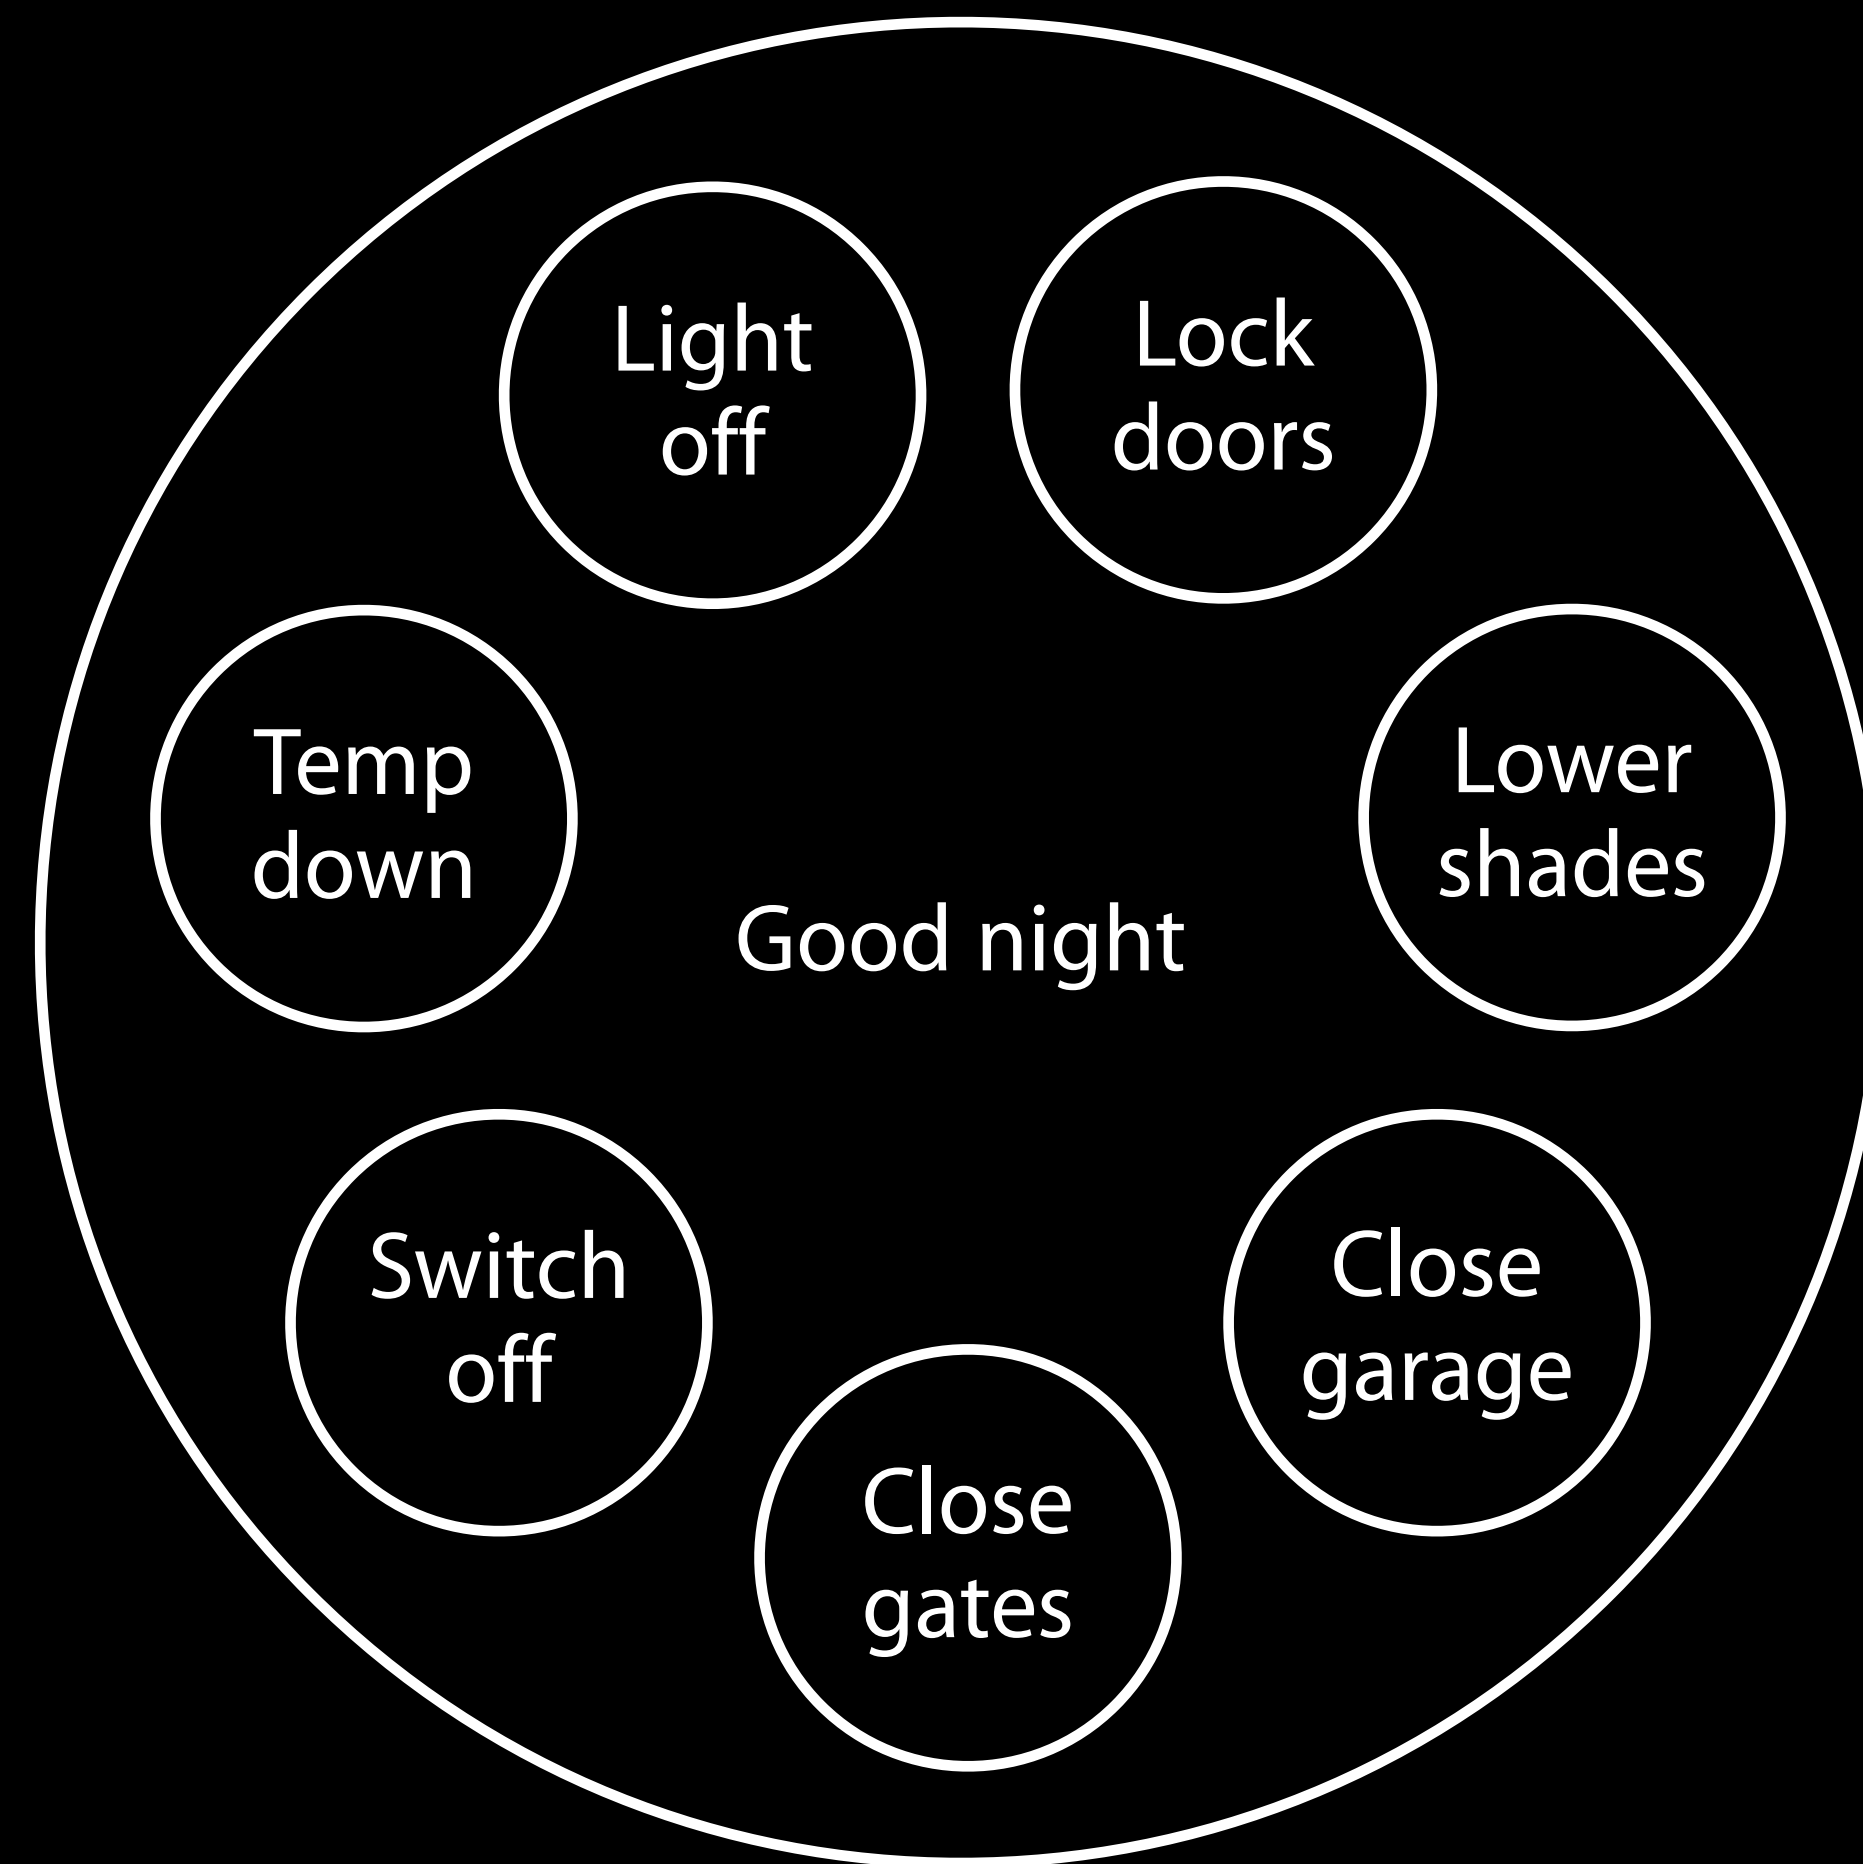 Light
off
Lock
doors
Temp
down
Lower
shades
Good night
Switch
off
Close
garage
Close
gates